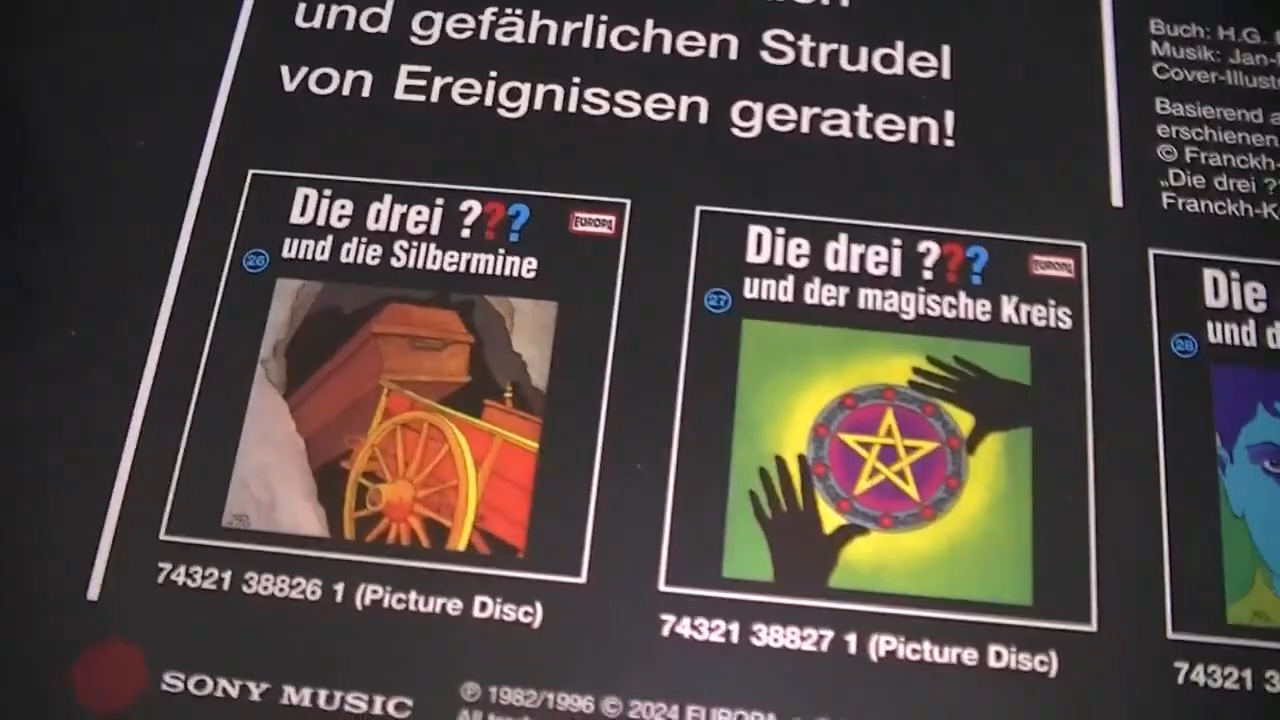 und gefährlichen Strudel
von Ereignissen geraten!
Buch: H.G.
Musik: Jan-
Cover-Illust
Basierend a
erschienen
© Franckh-
„Die drei ?
Franckh-K
Die drei ???
EUROPA
26 und die Silbermine
74321 38826 1 (Picture Disc)
Die drei ???
EUROPA
27 und der magische Kreis
74321 38827 1 (Picture Disc)
Die
28 und d
74321 3
SONY MUSIC
℗ 1982/1996 © 2024 EUROPA